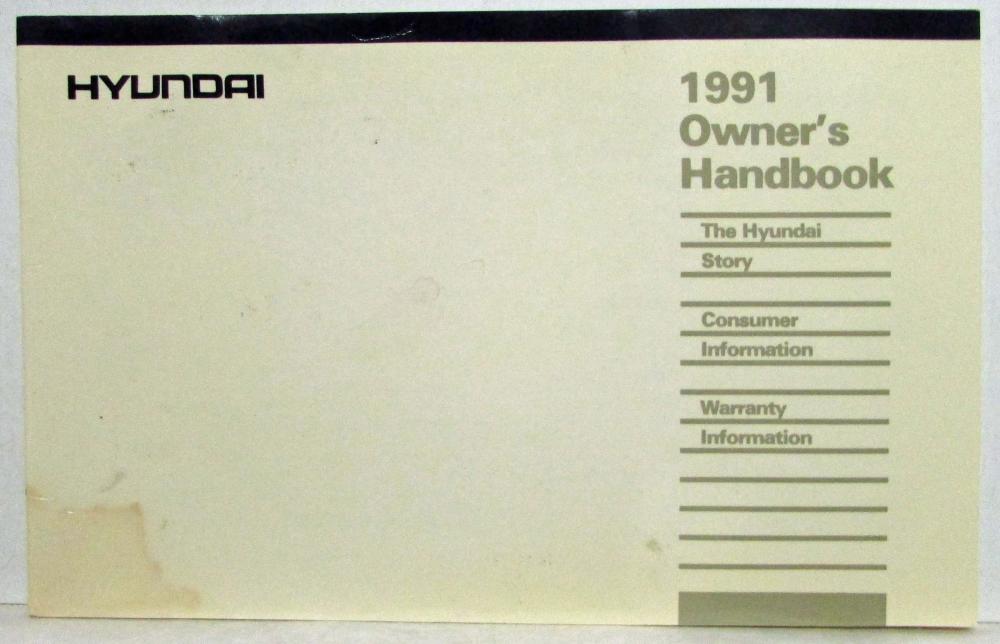 HYUNDAI
1991
Owner's
Handbook
The Hyundai
Story
Consumer
Information
Warranty
Information